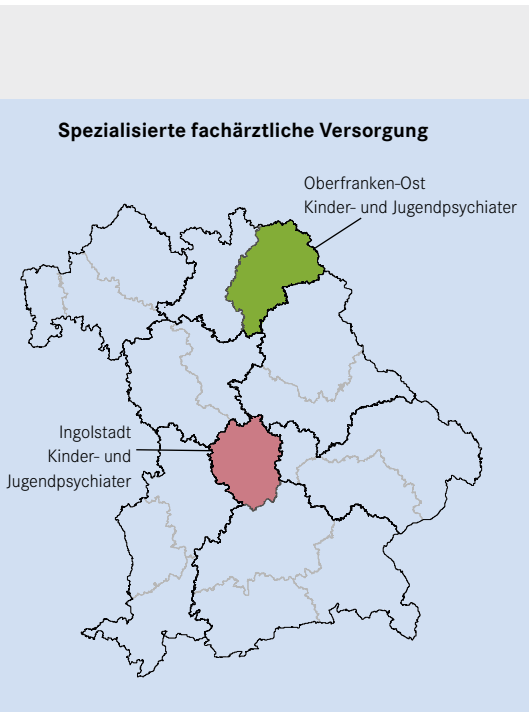 Spezialisierte fachärztliche Versorgung
Oberfranken-Ost
Kinder- und Jugendpsychiater
Ingolstadt
Kinder- und
Jugendpsychiater